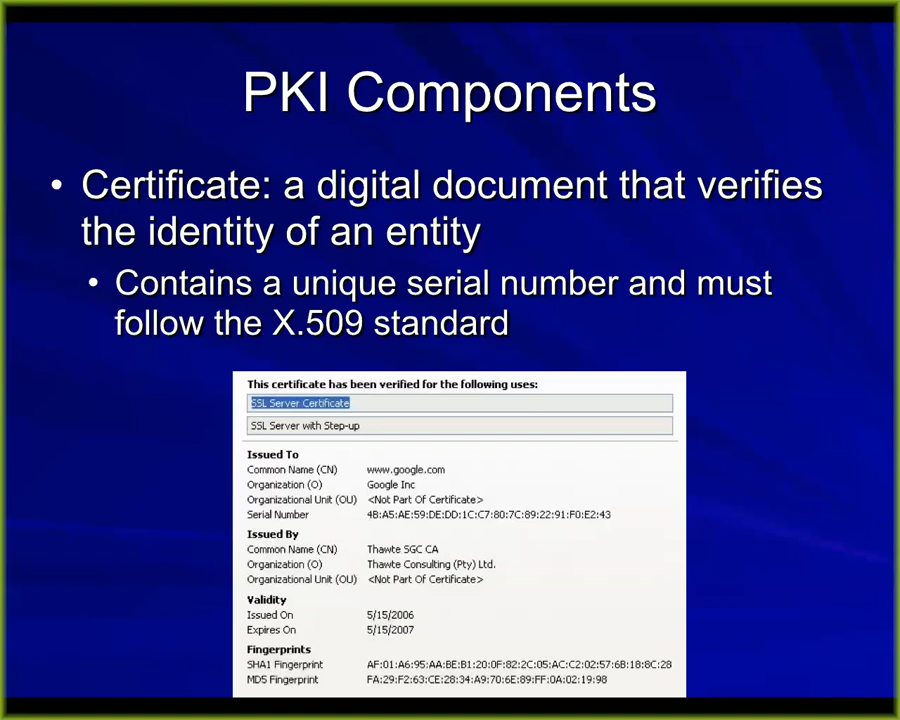 PKI Components
• Certificate: a digital document that verifies
the identity of an entity
• Contains a unique serial number and must
follow the X.509 standard
This certificate has been verified for the following uses:
SSL Server Certificate
SSL Server with Step-up
Issued To
Common Name (CN) www.google.com
Organization (O) Google Inc
Organizational Unit (OU) <Not Part Of Certificate>
Serial Number 4B:A5:AE:59:DE:DD:1C:C7:80:7C:89:22:91:F0:E2:43
Issued By
Common Name (CN) Thawte SGC CA
Organization (O) Thawte Consulting (Pty) Ltd.
Organizational Unit (OU) <Not Part Of Certificate>
Validity
Issued On 5/15/2006
Expires On 5/15/2007
Fingerprints
SHA1 Fingerprint AF:01:A6:95:AA:BE:B1:20:0F:82:2C:05:AC:C2:02:57:6B:18:8C:28
MD5 Fingerprint FA:29:F2:63:CE:28:34:A9:70:6E:89:FF:0A:02:19:98